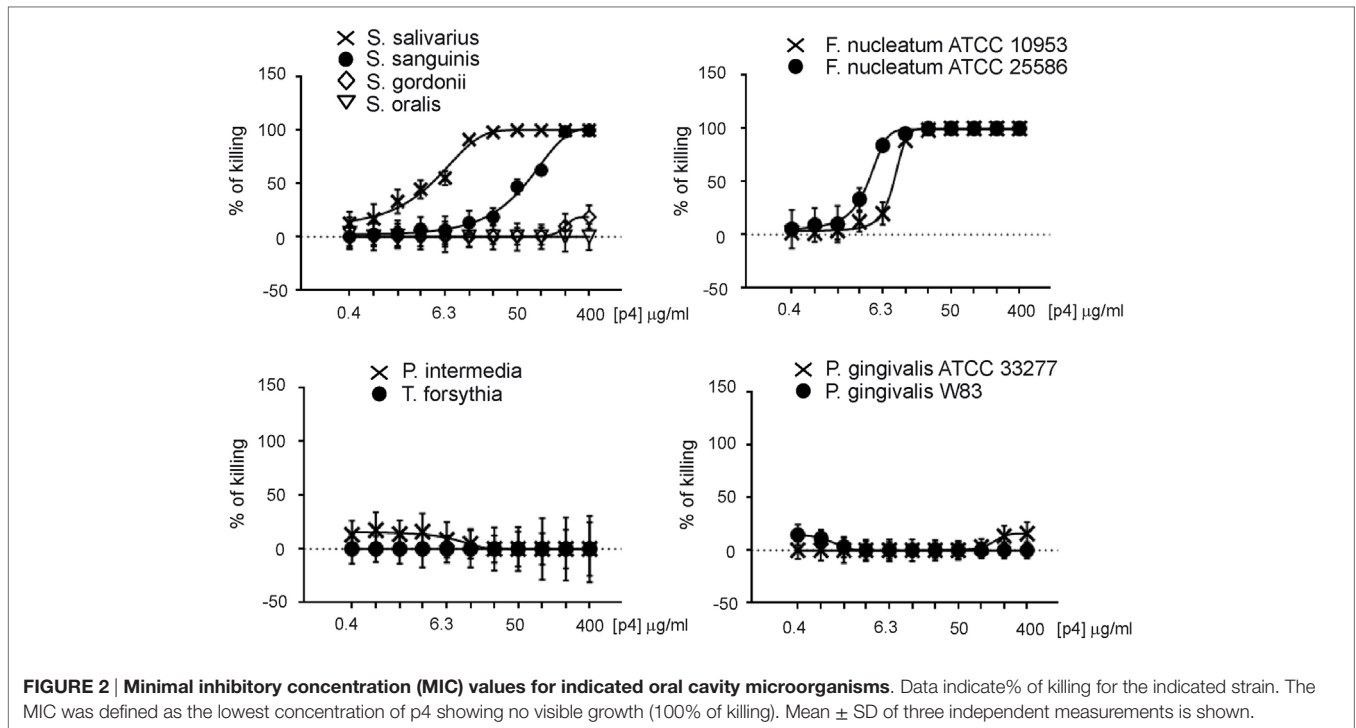 S. salivarius
S. sanguinis
S. gordonii
S. oralis
150
100
50
0
-50
% of killing
0.4 6.3 50 400 [p4] µg/ml
F. nucleatum ATCC 10953
F. nucleatum ATCC 25586
150
100
50
0
-50
% of killing
0.4 6.3 50 400 [p4] µg/ml
P. intermedia
T. forsythia
150
100
50
0
-50
% of killing
0.4 6.3 50 400 [p4] µg/ml
P. gingivalis ATCC 33277
P. gingivalis W83
150
100
50
0
-50
% of killing
0.4 6.3 50 400 [p4] µg/ml
FIGURE 2 | Minimal inhibitory concentration (MIC) values for indicated oral cavity microorganisms. Data indicate% of killing for the indicated strain. The
MIC was defined as the lowest concentration of p4 showing no visible growth (100% of killing). Mean ± SD of three independent measurements is shown.